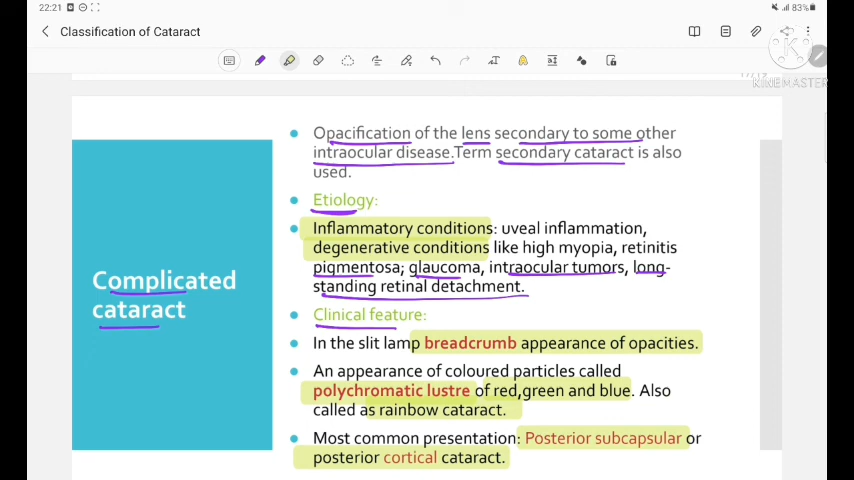 22:21
83%
Classification of Cataract
KINEMASTER
Complicated
cataract
Opacification of the lens secondary to some other
intraocular disease.Term secondary cataract is also
used.
Etiology:
Inflammatory conditions: uveal inflammation,
degenerative conditions like high myopia, retinitis
pigmentosa; glaucoma, intraocular tumors, long-
standing retinal detachment.
Clinical feature:
In the slit lamp breadcrumb appearance of opacities.
An appearance of coloured particles called
polychromatic lustre of red,green and blue. Also
called as rainbow cataract.
Most common presentation: Posterior subcapsular or
posterior cortical cataract.